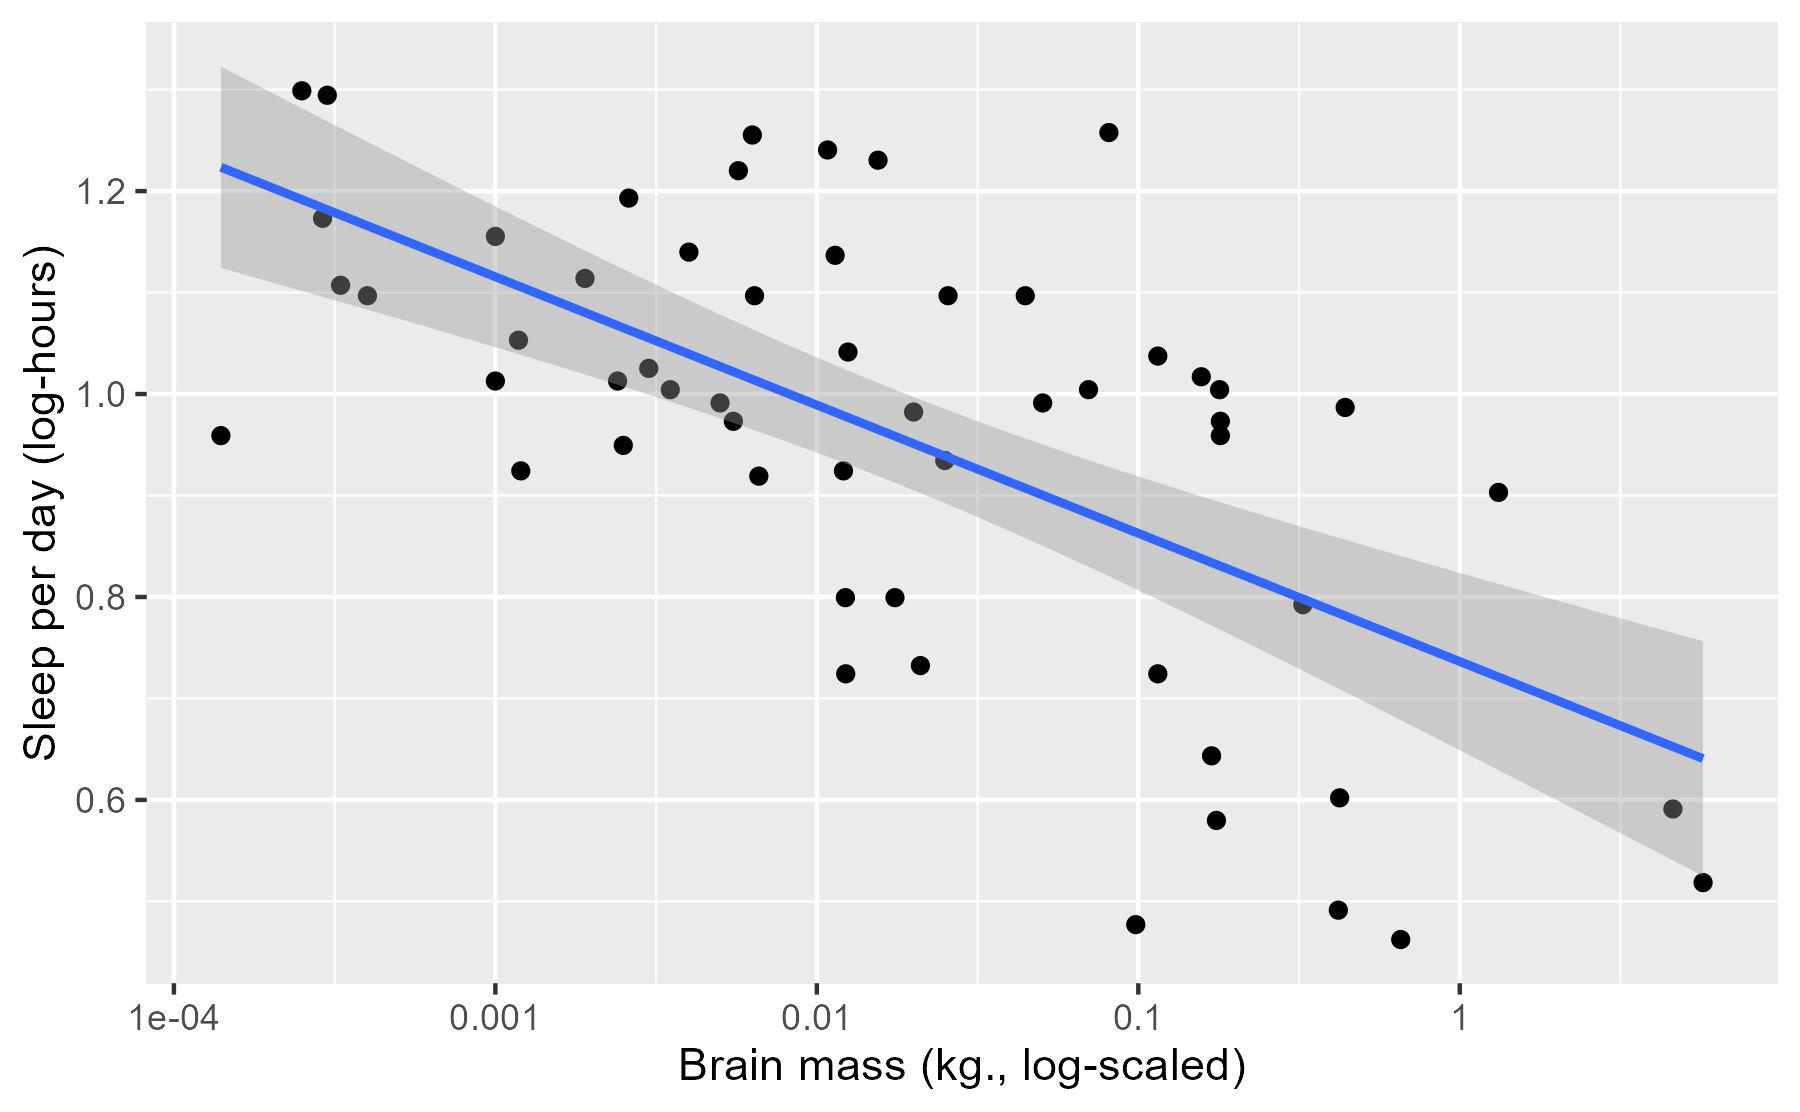 Sleep per day (log-hours)
1.2
1.0
0.8
0.6
1e-04 0.001 0.01 0.1 1
Brain mass (kg., log-scaled)